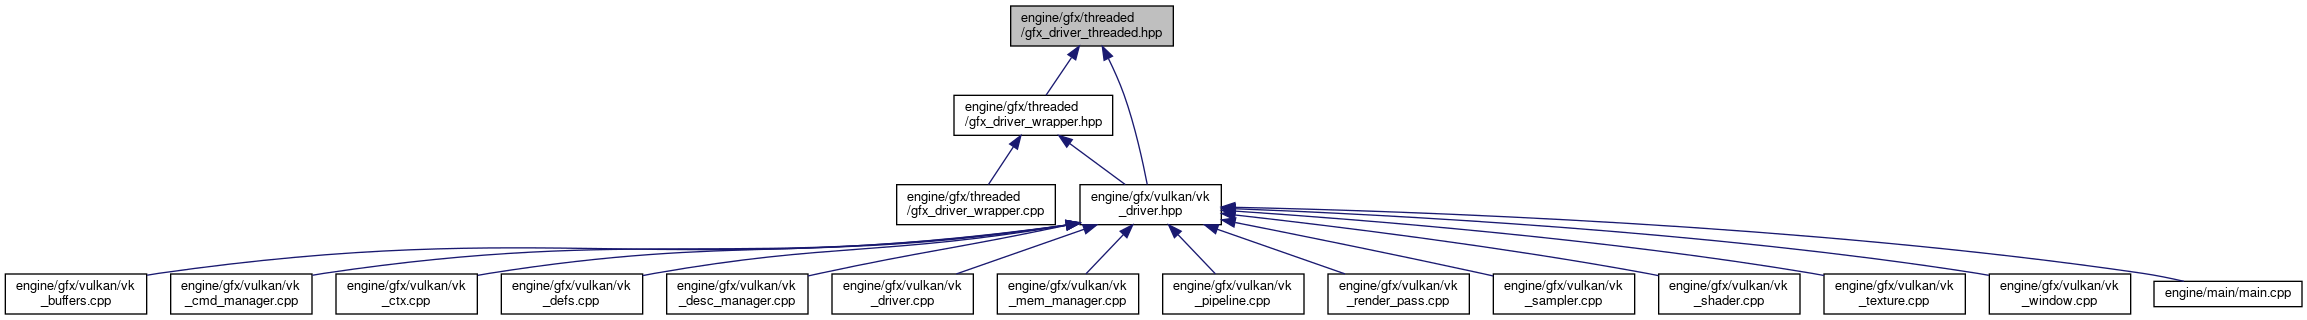 engine/gfx/threaded
/gfx_driver_threaded.hpp
engine/gfx/threaded
/gfx_driver_wrapper.hpp
engine/gfx/threaded
/gfx_driver_wrapper.cpp
engine/gfx/vulkan/vk
_driver.hpp
engine/gfx/vulkan/vk
_buffers.cpp
engine/gfx/vulkan/vk
_cmd_manager.cpp
engine/gfx/vulkan/vk
_ctx.cpp
engine/gfx/vulkan/vk
_defs.cpp
engine/gfx/vulkan/vk
_desc_manager.cpp
engine/gfx/vulkan/vk
_driver.cpp
engine/gfx/vulkan/vk
_mem_manager.cpp
engine/gfx/vulkan/vk
_pipeline.cpp
engine/gfx/vulkan/vk
_render_pass.cpp
engine/gfx/vulkan/vk
_sampler.cpp
engine/gfx/vulkan/vk
_shader.cpp
engine/gfx/vulkan/vk
_texture.cpp
engine/gfx/vulkan/vk
_window.cpp
engine/main/main.cpp